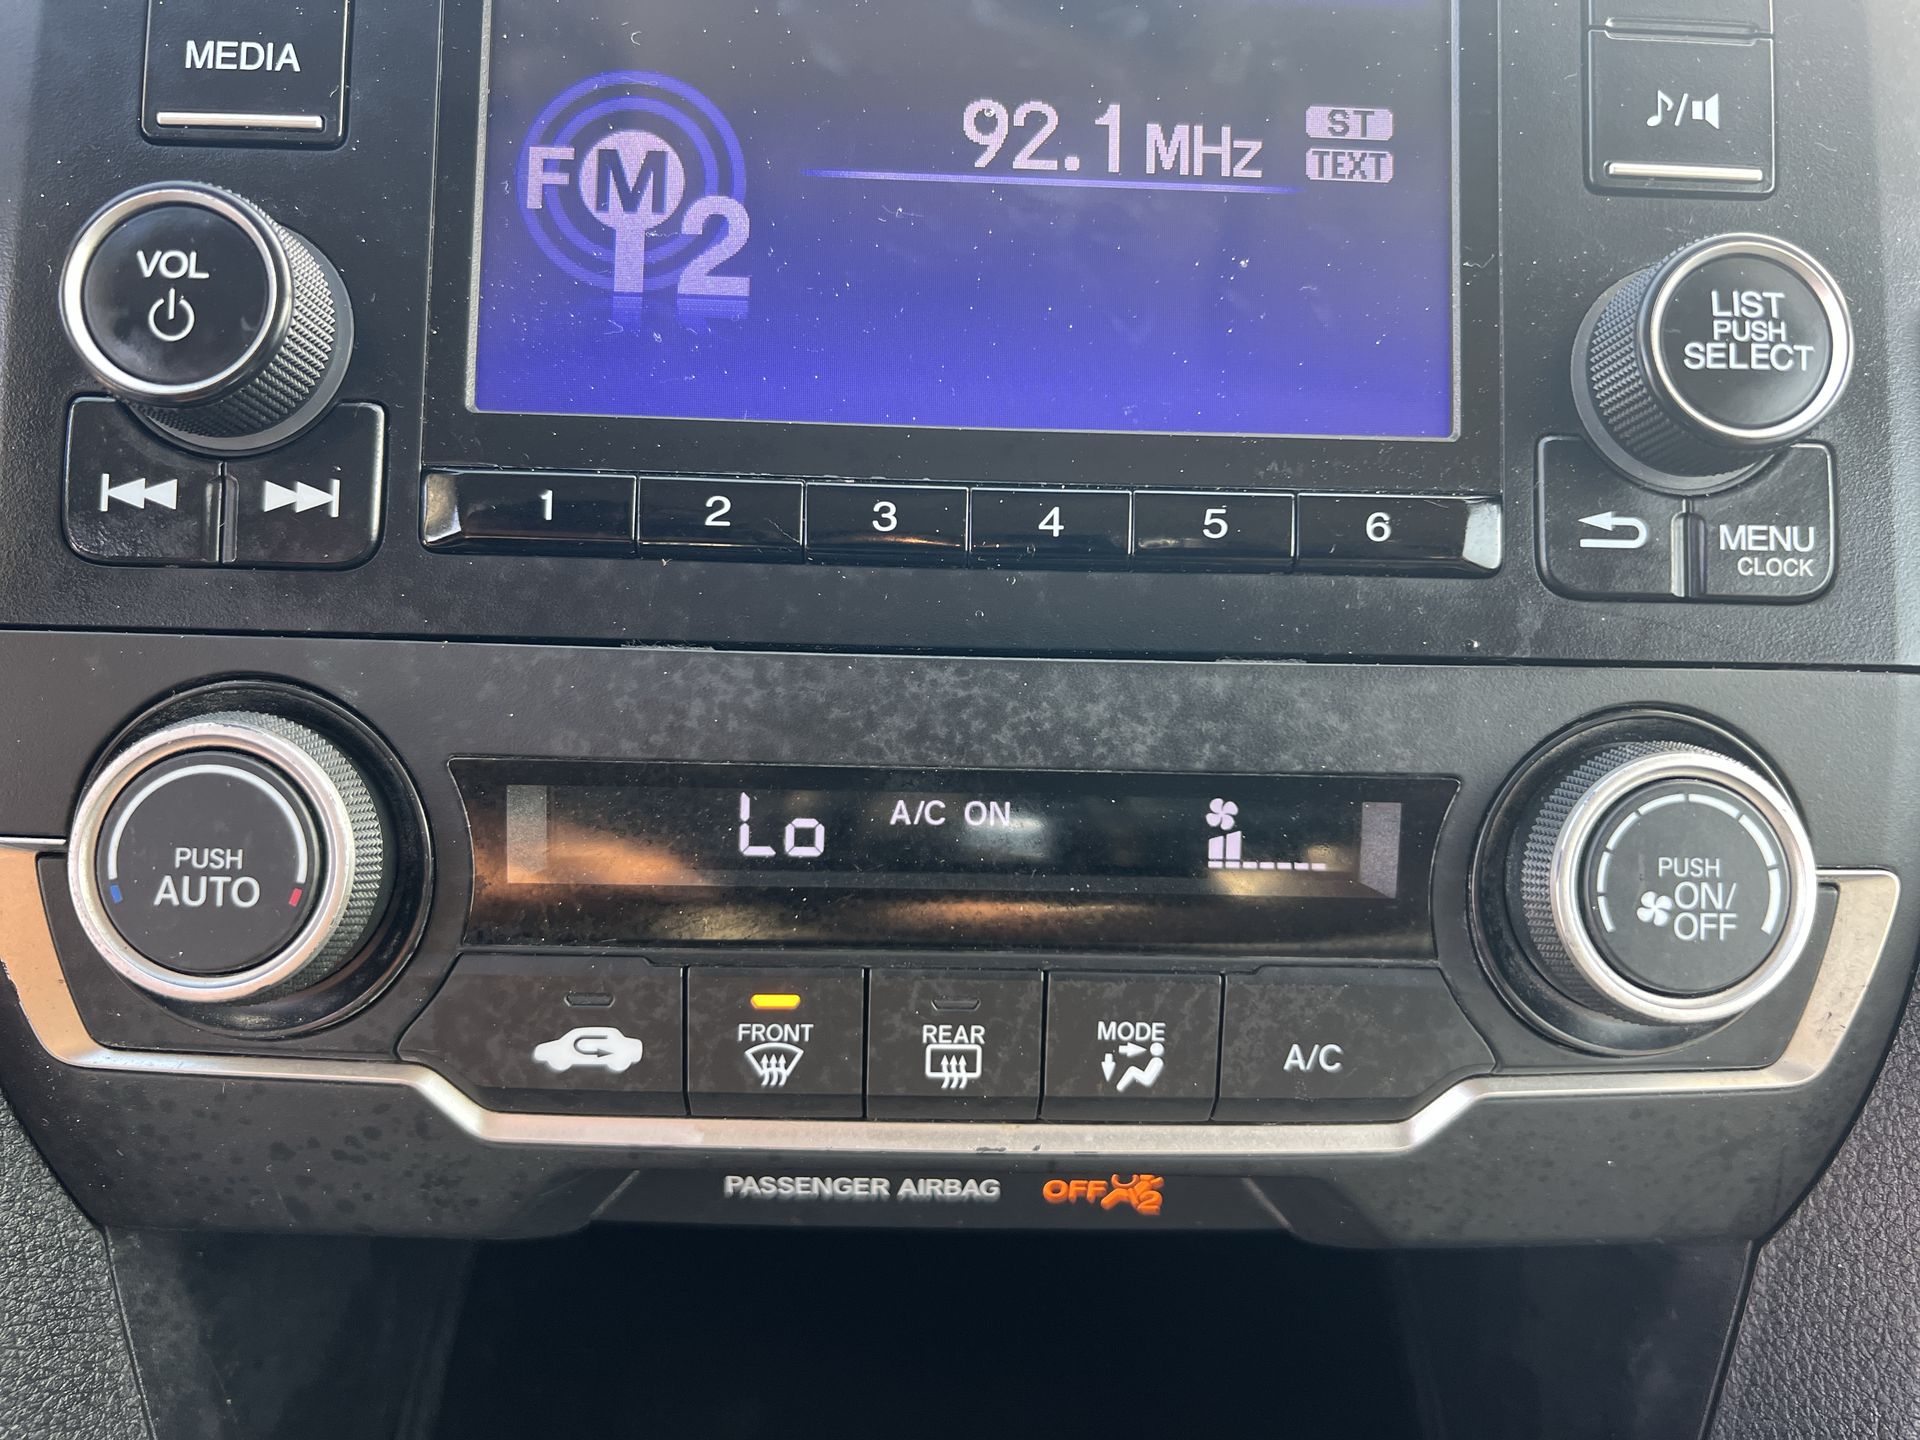 MEDIA
FM2
92.1 MHz
ST
TEXT
VOL
LIST
PUSH
SELECT
1 2 3 4 5 6
MENU
CLOCK
PUSH
AUTO
Lo
A/C ON
PUSH
ON/
OFF
FRONT
REAR
MODE
A/C
PASSENGER AIRBAG OFF 2